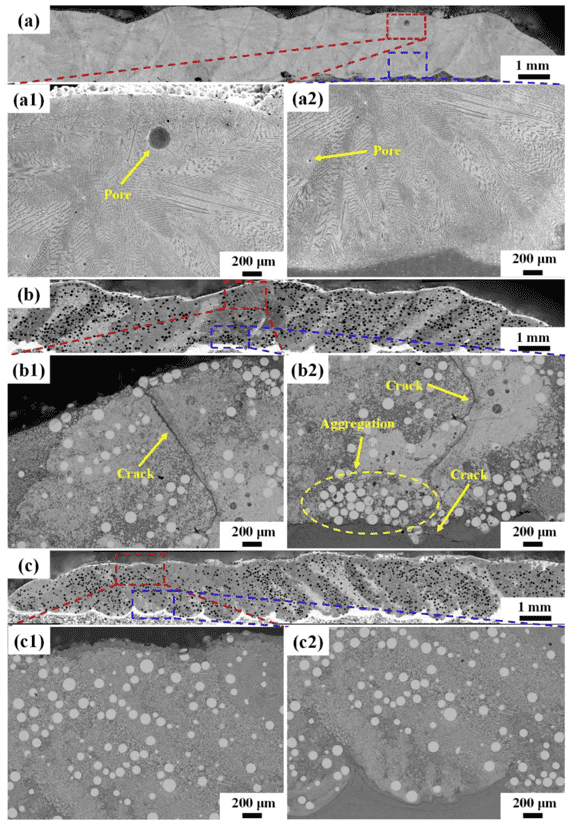 (a)
1 mm
(a1)
Pore
200 μm
(a2)
Pore
200 μm
(b)
1 mm
(b1)
Crack
200 μm
(b2)
Crack
Aggregation
Crack
200 μm
(c)
1 mm
(c1)
200 μm
(c2)
200 μm